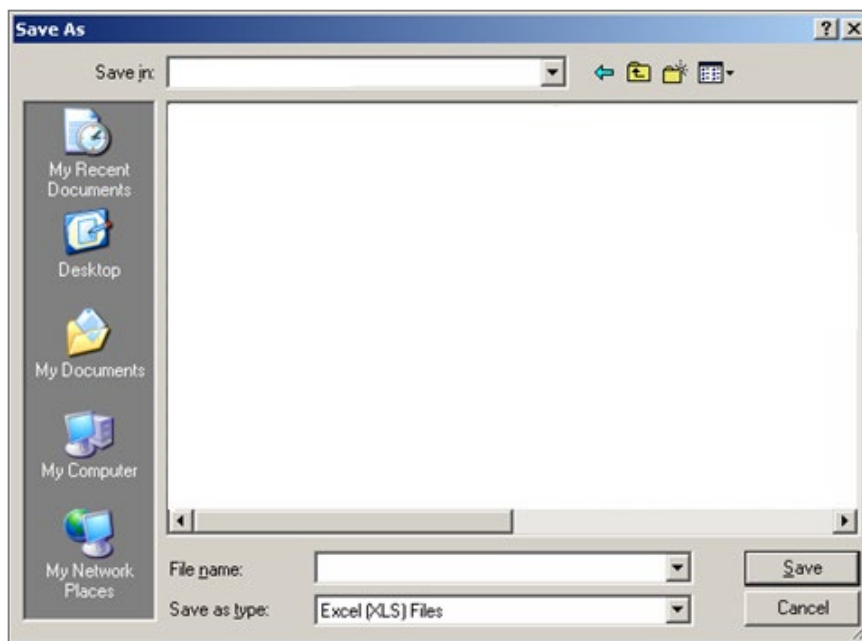 Save As
Save in:
My Recent
Documents
Desktop
My Documents
My Computer
My Network
Places
File name:
Save
Save as type:
Excel (XLS) Files
Cancel